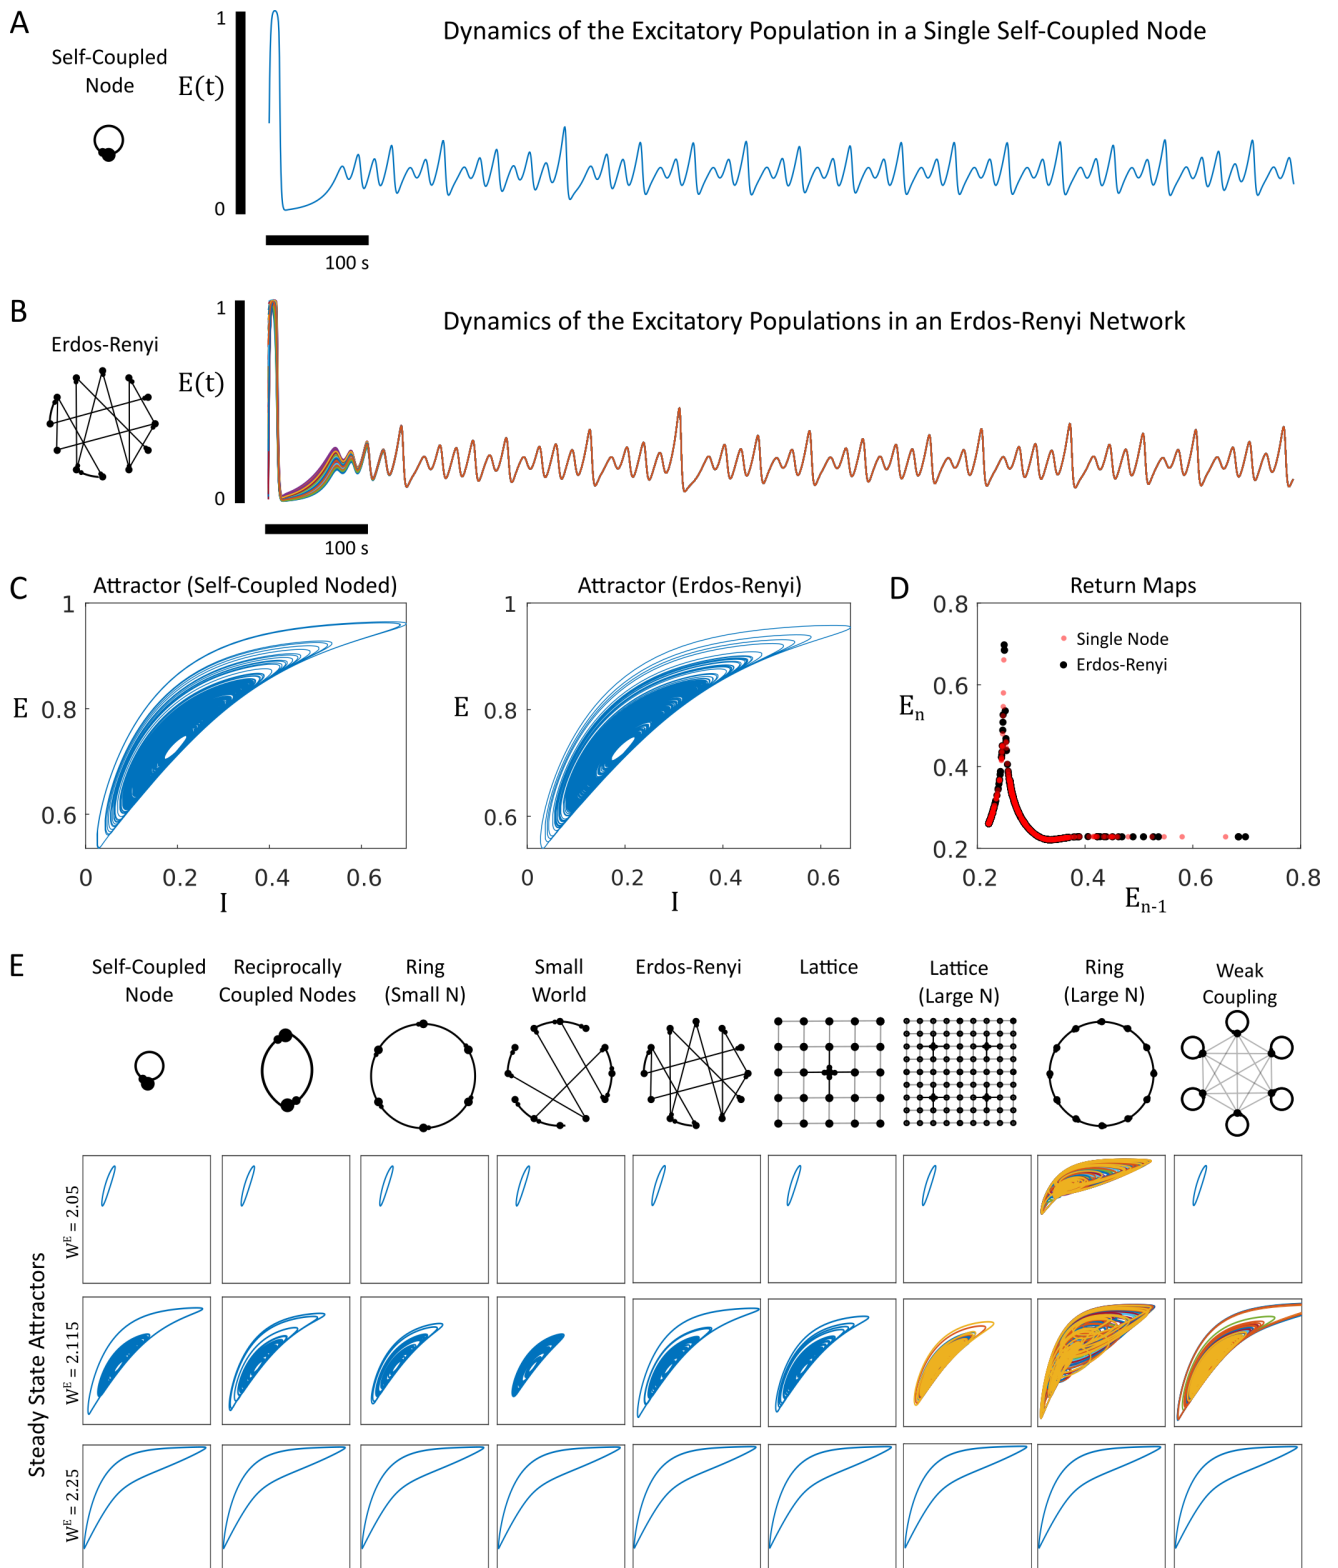 A
Dynamics of the Excitatory Population in a Single Self-Coupled Node
Self-Coupled
Node
E(t)
1
0
100 s
B
Dynamics of the Excitatory Populations in an Erdos-Renyi Network
Erdos-Renyi
E(t)
1
0
100 s
C
Attractor (Self-Coupled Noded)
1
0.8
0.6
E
0
0.2
0.4
0.6
I
Attractor (Erdos-Renyi)
1
0.8
0.6
E
0
0.2
0.4
0.6
I
D
Return Maps
0.8
0.6
0.4
0.2
En
Single Node
Erdos-Renyi
0.2
0.4
0.6
0.8
En-1
E
Self-Coupled
Node
Reciprocally
Coupled Nodes
Ring
(Small N)
Small
World
Erdos-Renyi
Lattice
Lattice
(Large N)
Ring
(Large N)
Weak
Coupling
Steady State Attractors
WE = 2.05
WE = 2.115
WE = 2.25